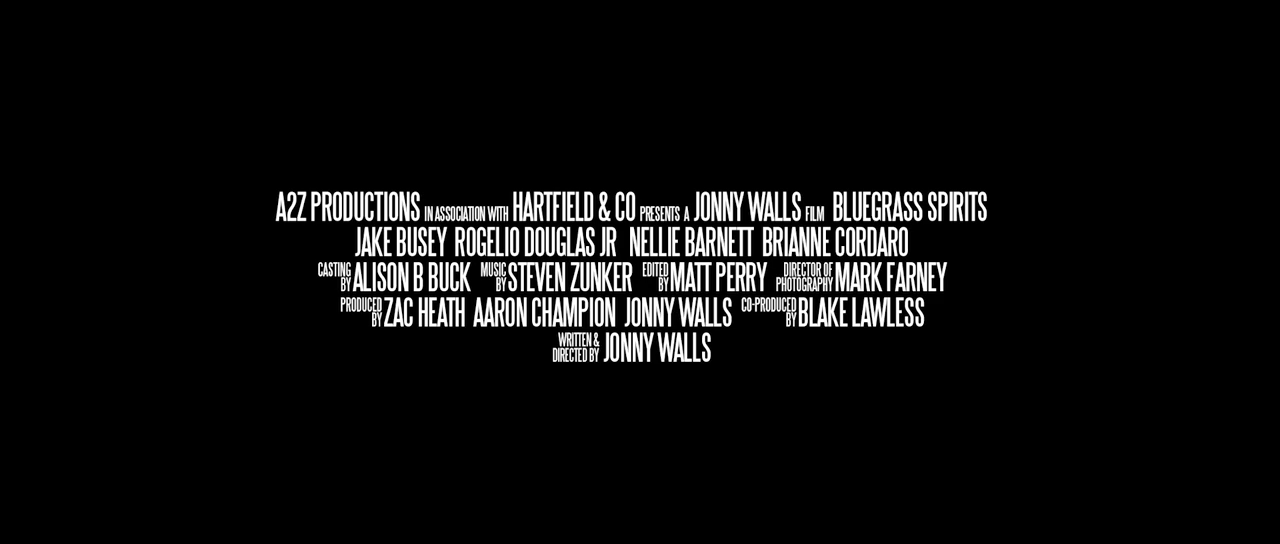 A2Z PRODUCTIONS IN ASSOCIATION WITH HARTFIELD & CO PRESENTS A JONNY WALLS FILM BLUEGRASS SPIRITS
JAKE BUSEY ROGELIO DOUGLAS JR NELLIE BARNETT BRIANNE CORDARO
CASTING BY ALISON B BUCK MUSIC BY STEVEN ZUNKER EDITED BY MATT PERRY DIRECTOR OF PHOTOGRAPHY MARK FARNEY
PRODUCED BY ZAC HEATH AARON CHAMPION JONNY WALLS CO-PRODUCED BY BLAKE LAWLESS
WRITTEN & DIRECTED BY JONNY WALLS